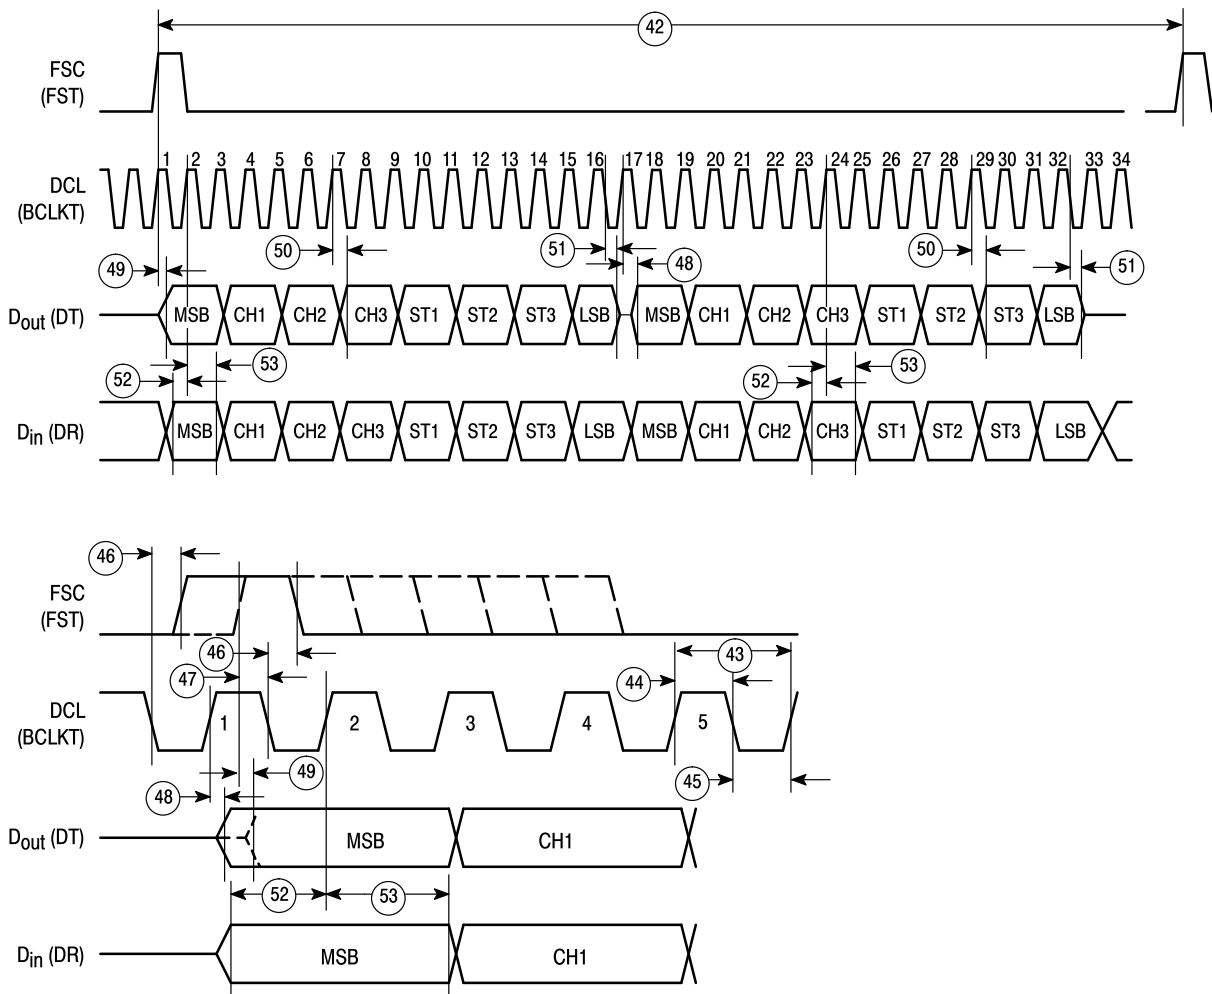 42
FSC
(FST)
1 2 3 4 5 6 7 8 9 10 11 12 13 14 15 16 17 18 19 20 21 22 23 24 25 26 27 28 29 30 31 32 33 34
DCL
(BCLKT)
49 50 51 48 50 51
Dout (DT) MSB CH1 CH2 CH3 ST1 ST2 ST3 LSB MSB CH1 CH2 CH3 ST1 ST2 ST3 LSB
52 53 52 53
Din (DR) MSB CH1 CH2 CH3 ST1 ST2 ST3 LSB MSB CH1 CH2 CH3 ST1 ST2 ST3 LSB
46
FSC
(FST)
46 43
47 44
DCL
(BCLKT)
1 2 3 4 5
49 45
48
Dout (DT) MSB CH1
52 53
Din (DR) MSB CH1